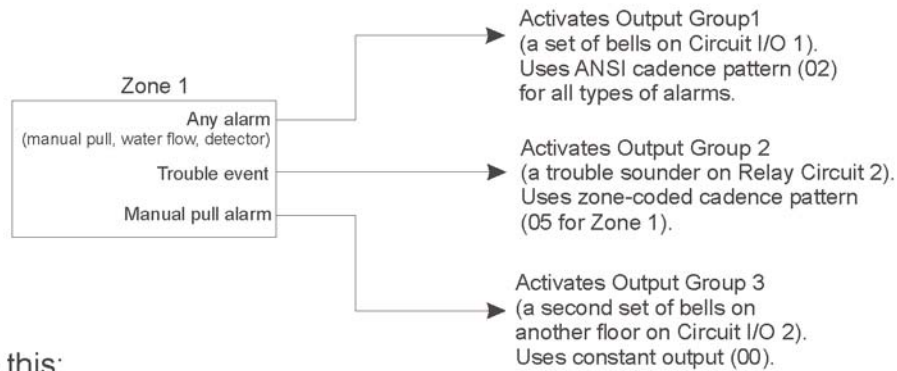 Zone 1
Any alarm
(manual pull, water flow, detector)
Trouble event
Manual pull alarm
Activates Output Group1
(a set of bells on Circuit I/O 1).
Uses ANSI cadence pattern (02)
for all types of alarms.
Activates Output Group 2
(a trouble sounder on Relay Circuit 2).
Uses zone-coded cadence pattern
(05 for Zone 1).
Activates Output Group 3
(a second set of bells on
another floor on Circuit I/O 2).
Uses constant output (00).
this: